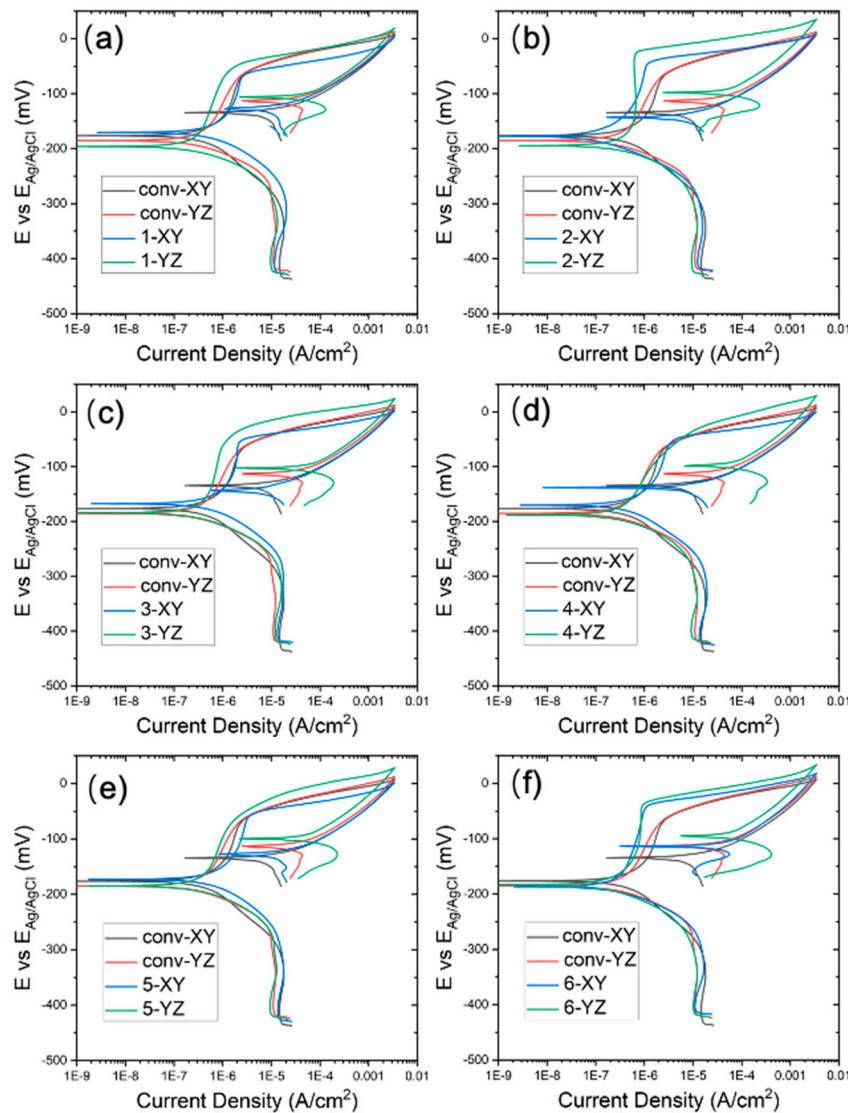 (a)
0
-100
-200
-300
-400
-500
E vs E_Ag/AgCl (mV)
conv-XY
conv-YZ
1-XY
1-YZ
1E-9 1E-8 1E-7 1E-6 1E-5 1E-4 0.001 0.01
Current Density (A/cm²)
(b)
0
-100
-200
-300
-400
-500
E vs E_Ag/AgCl (mV)
conv-XY
conv-YZ
2-XY
2-YZ
1E-9 1E-8 1E-7 1E-6 1E-5 1E-4 0.001 0.01
Current Density (A/cm²)
(c)
0
-100
-200
-300
-400
-500
E vs E_Ag/AgCl (mV)
conv-XY
conv-YZ
3-XY
3-YZ
1E-9 1E-8 1E-7 1E-6 1E-5 1E-4 0.001 0.01
Current Density (A/cm²)
(d)
0
-100
-200
-300
-400
-500
E vs E_Ag/AgCl (mV)
conv-XY
conv-YZ
4-XY
4-YZ
1E-9 1E-8 1E-7 1E-6 1E-5 1E-4 0.001 0.01
Current Density (A/cm²)
(e)
0
-100
-200
-300
-400
-500
E vs E_Ag/AgCl (mV)
conv-XY
conv-YZ
5-XY
5-YZ
1E-9 1E-8 1E-7 1E-6 1E-5 1E-4 0.001 0.01
Current Density (A/cm²)
(f)
0
-100
-200
-300
-400
-500
E vs E_Ag/AgCl (mV)
conv-XY
conv-YZ
6-XY
6-YZ
1E-9 1E-8 1E-7 1E-6 1E-5 1E-4 0.001 0.01
Current Density (A/cm²)